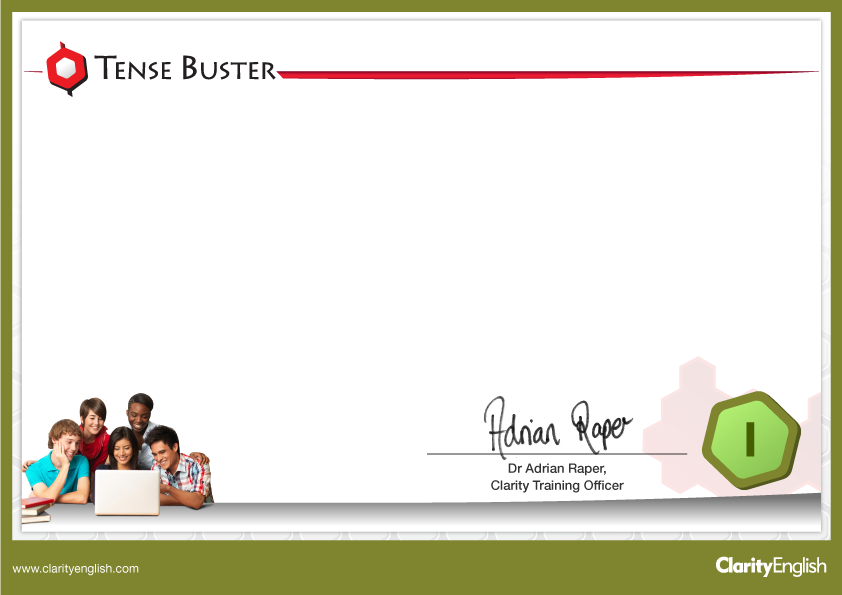 TENSE BUSTER
Adrian Raper
Dr Adrian Raper,
Clarity Training Officer
I
www.clarityenglish.com
ClarityEnglish